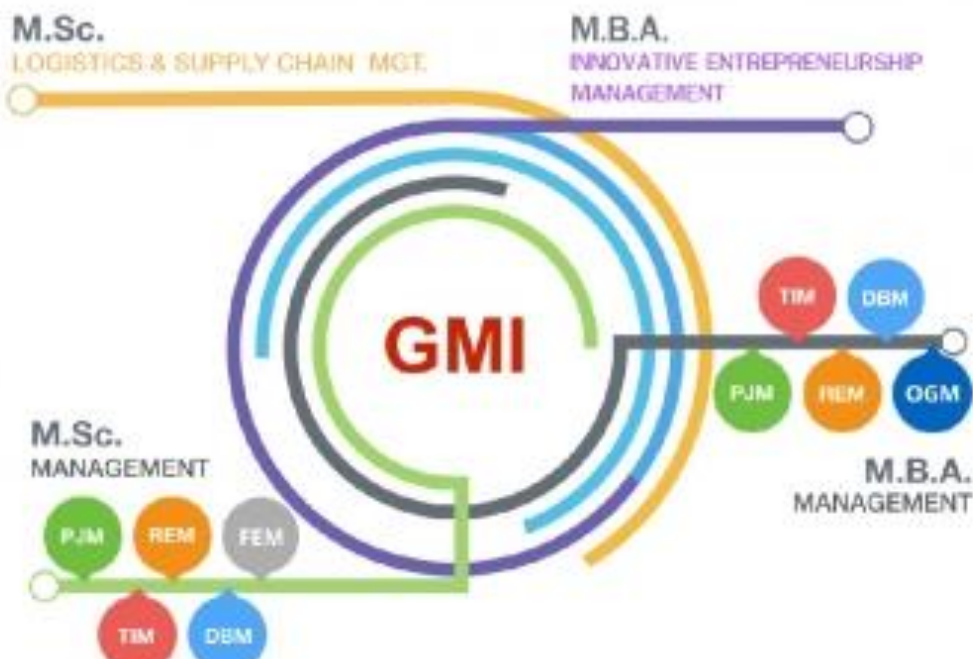 M.Sc.
LOGISTICS & SUPPLY CHAIN MGT.
M.B.A.
INNOVATIVE ENTREPRENEURSHIP
MANAGEMENT
GMI
TIM
DBM
PJM
REM
OGM
M.B.A.
MANAGEMENT
M.Sc.
MANAGEMENT
PJM
REM
FEM
TIM
DBM